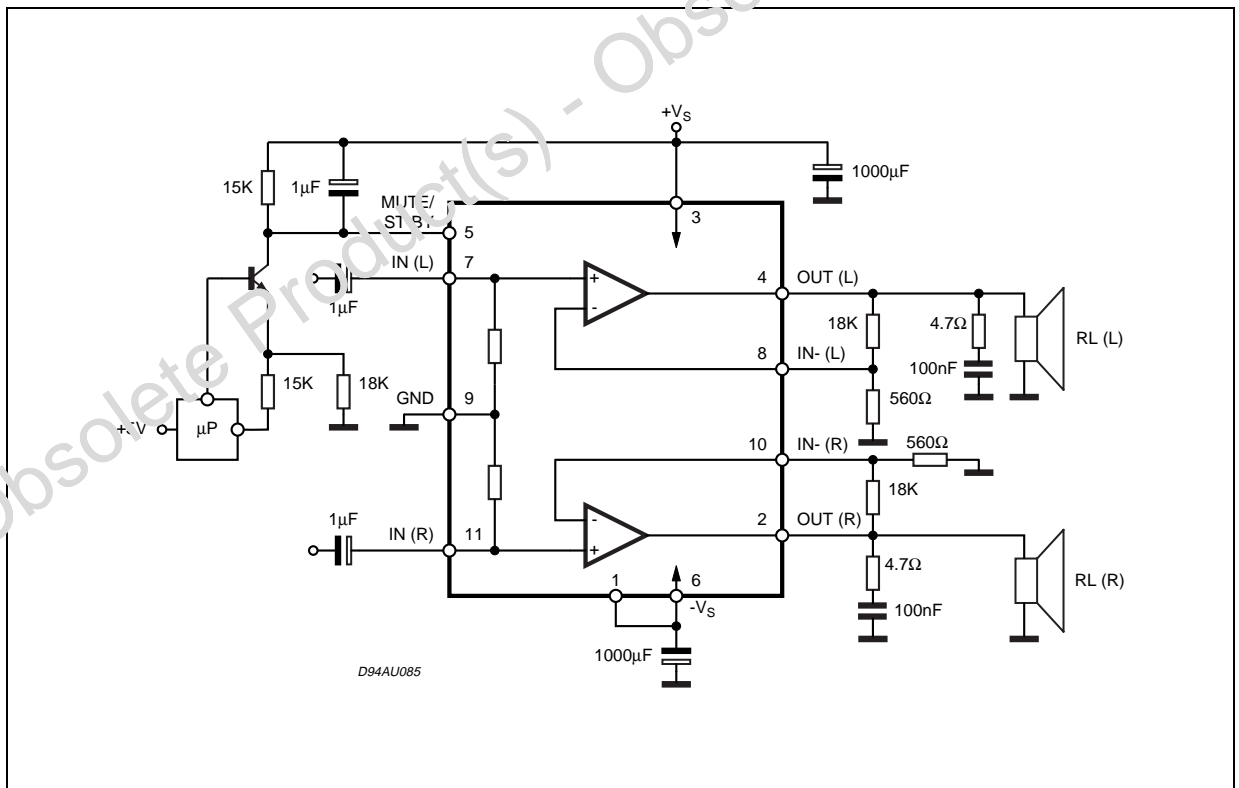 Obsolete Product(s) - Obso
+VS
1000µF
15K
1µF
MUTE/
ST-BY
5
3
IN (L)
7
1µF
+
-
4
OUT (L)
18K
4.7Ω
RL (L)
8
IN- (L)
100nF
15K
18K
GND
9
560Ω
+5V
µP
10
IN- (R)
560Ω
18K
1µF
IN (R)
11
-
+
2
OUT (R)
4.7Ω
RL (R)
100nF
1
6
-VS
1000µF
D94AU085